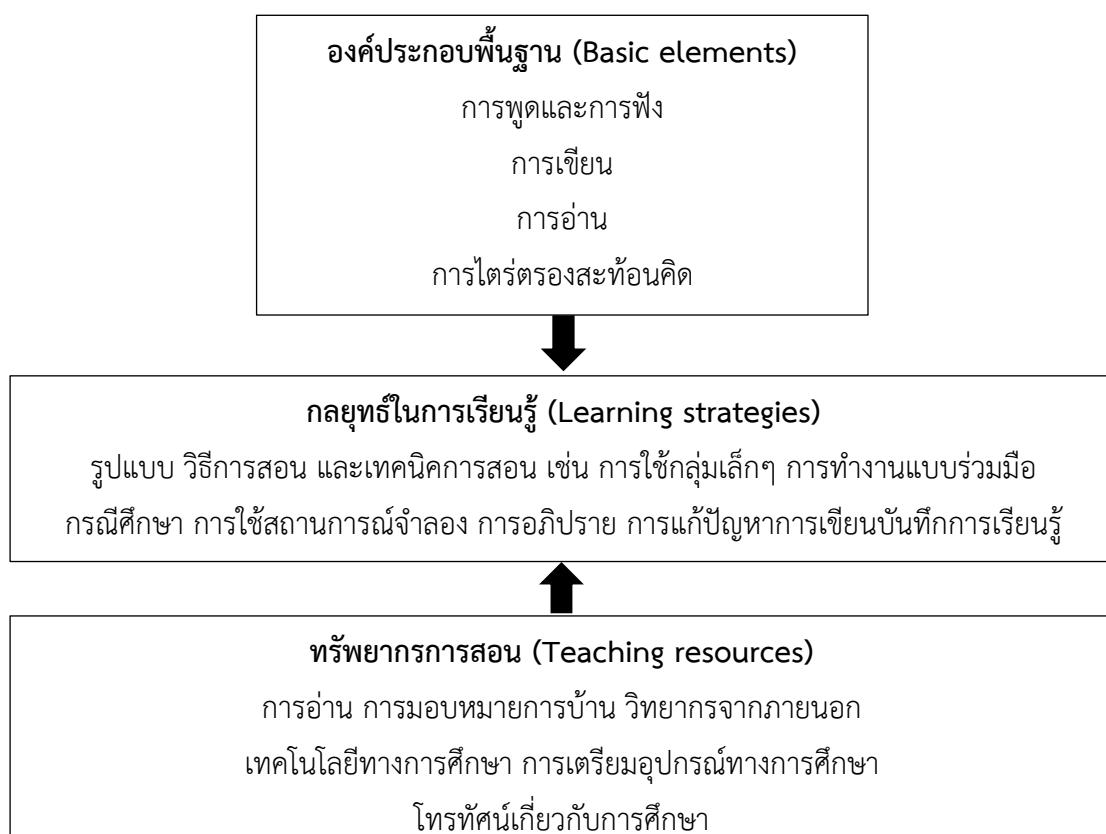 องค์ประกอบพื้นฐาน (Basic elements)
การพูดและการฟัง
การเขียน
การอ่าน
การไตร่ตรองสะท้อนคิด
กลยุทธ์ในการเรียนรู้ (Learning strategies)
รูปแบบ วิธีการสอน และเทคนิคการสอน เช่น การใช้กลุ่มเล็กๆ การทำงานแบบร่วมมือ
กรณีศึกษา การใช้สถานการณ์จำลอง การอภิปราย การแก้ปัญหาการเขียนบันทึกการเรียนรู้
ทรัพยากรการสอน (Teaching resources)
การอ่าน การมอบหมายการบ้าน วิทยากรจากภายนอก
เทคโนโลยีทางการศึกษา การเตรียมอุปกรณ์ทางการศึกษา
โทรทัศน์เกี่ยวกับการศึกษา